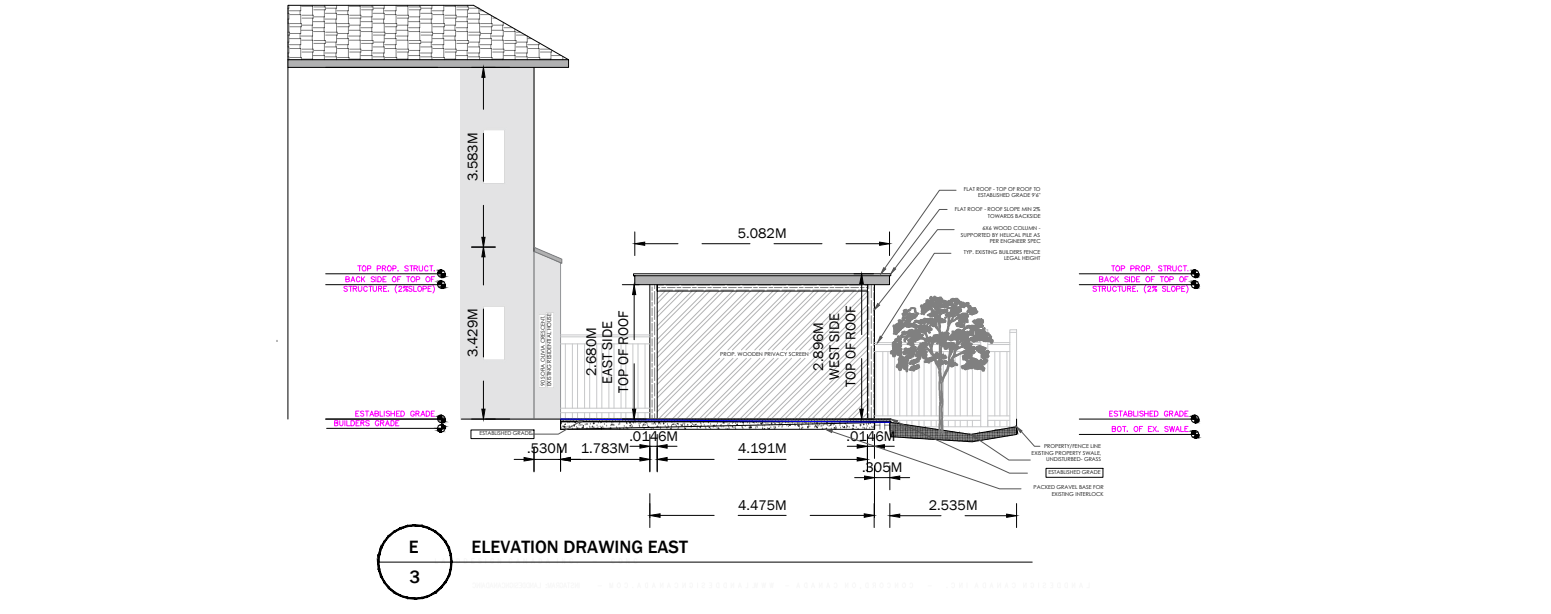 3.583M
3.429M
TOP PROP. STRUCT.
BACK SIDE OF TOP OF
STRUCTURE. (2%SLOPE)
ESTABLISHED GRADE
BUILDERS GRADE
ESTABLISHED GRADE
EXISTING RESIDENTIAL HOUSE
5.082M
2.680M
EAST SIDE
TOP OF ROOF
PROP. WOODEN PRIVACY SCREEN
2.896M
WEST SIDE
TOP OF ROOF
FLAT ROOF - TOP OF ROOF TO
ESTABLISHED GRADE 9'6"
FLAT ROOF - ROOF SLOPE MIN 2%
TOWARDS BACKSIDE
6X6 WOOD COLUMN -
SUPPORTED BY HELICAL PILE AS
PER ENGINEER SPEC
TYP. EXISTING BUILDERS FENCE
LEGAL HEIGHT
TOP PROP. STRUCT.
BACK SIDE OF TOP OF
STRUCTURE. (2% SLOPE)
ESTABLISHED GRADE
BOT. OF EX. SWALE
.530M
1.783M
.0146M
4.191M
.0146M
.305M
PROPERTY/FENCE LINE
EXISTING PROPERTY SWALE,
UNDISTURBED- GRASS
ESTABLISHED GRADE
PACKED GRAVEL BASE FOR
EXISTING INTERLOCK
4.475M
2.535M
E
3
ELEVATION DRAWING EAST